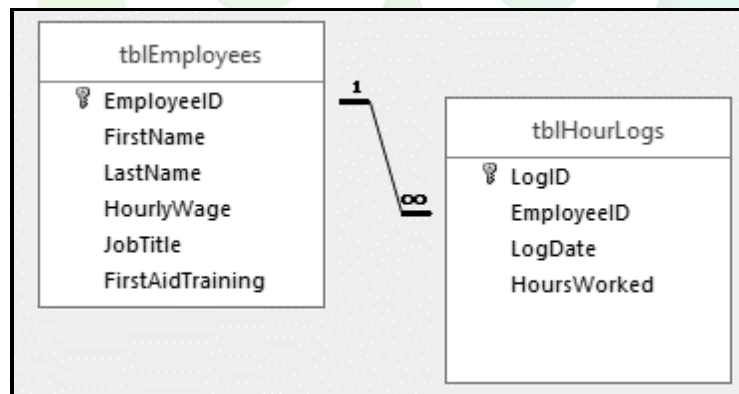 tblEmployees
EmployeeID
FirstName
LastName
HourlyWage
JobTitle
FirstAidTraining
1
∞
tblHourLogs
LogID
EmployeeID
LogDate
HoursWorked